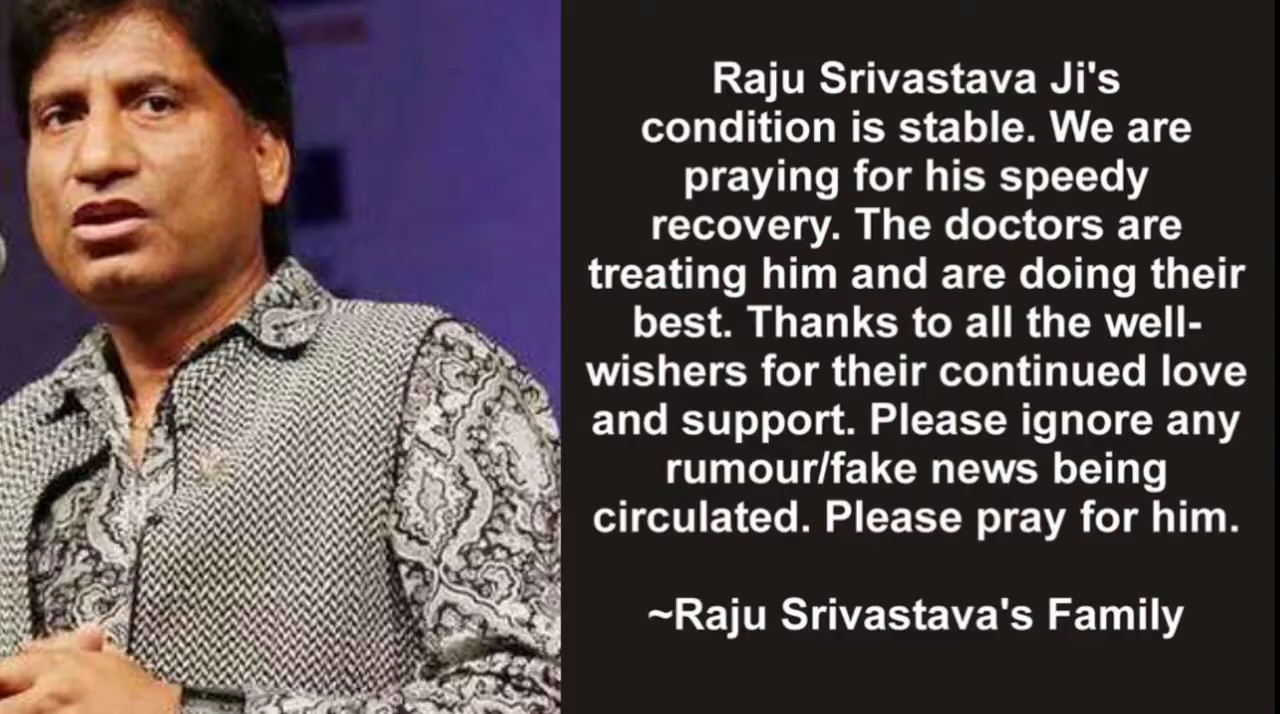 Raju Srivastava Ji's
condition is stable. We are
praying for his speedy
recovery. The doctors are
treating him and are doing their
best. Thanks to all the well-
wishers for their continued love
and support. Please ignore any
rumour/fake news being
circulated. Please pray for him.
~Raju Srivastava's Family